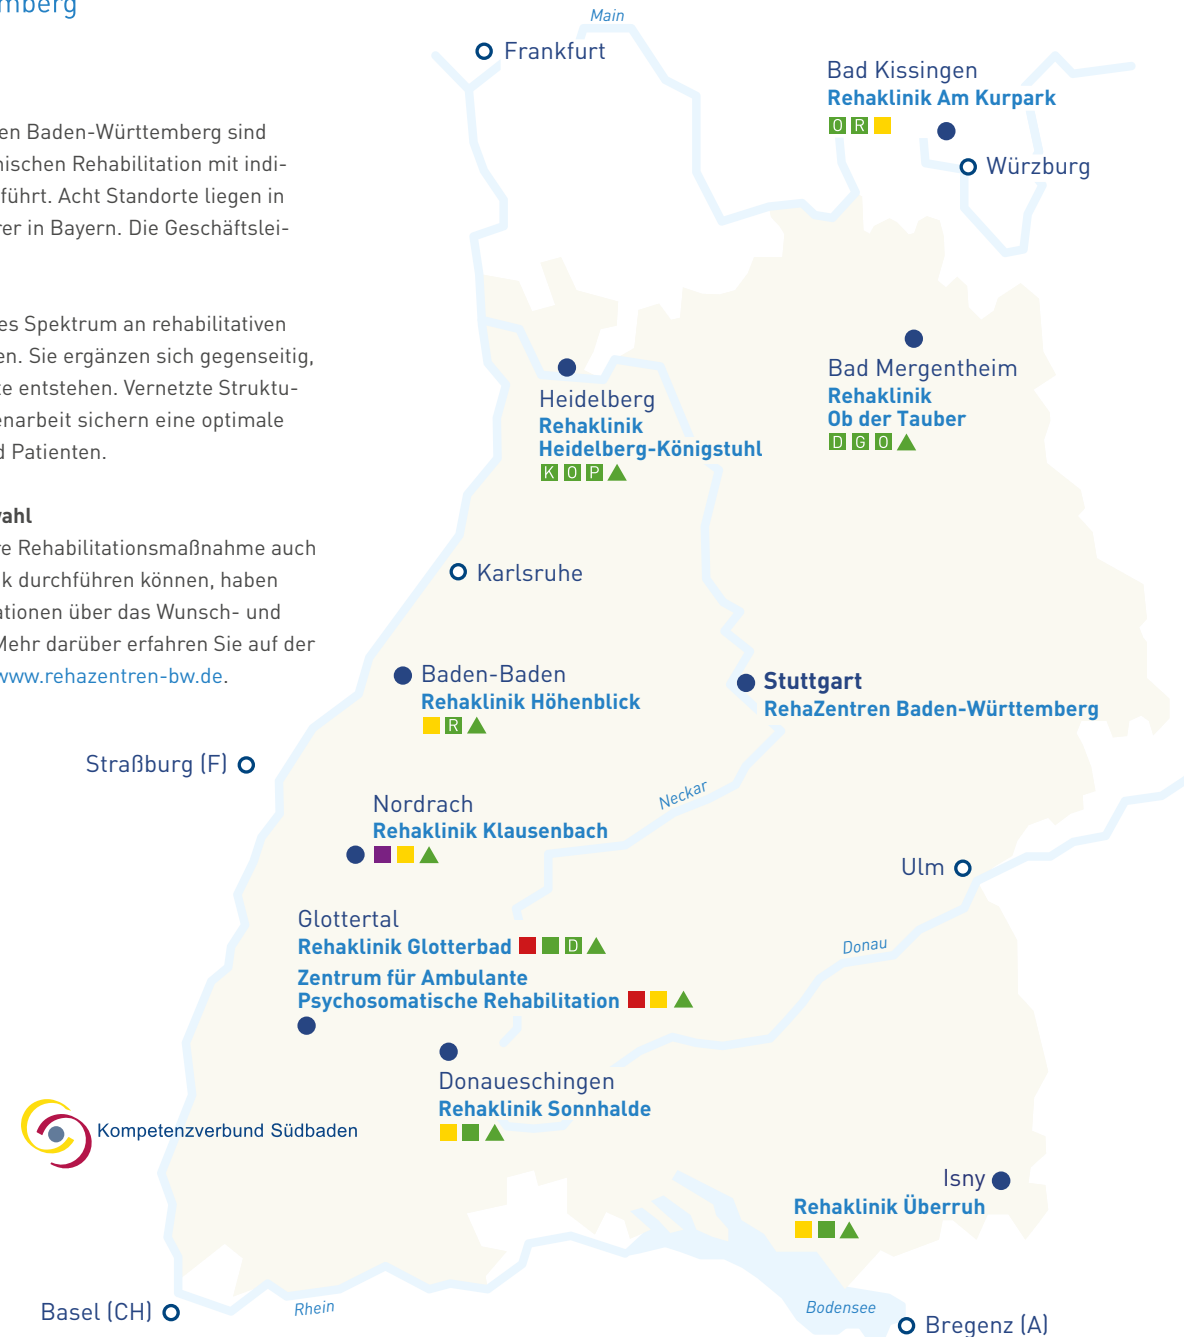 mberg
en Baden-Württemberg sind
nischen Rehabilitation mit indi-
führt. Acht Standorte liegen in
rer in Bayern. Die Geschäftslei-
es Spektrum an rehabilitativen
en. Sie ergänzen sich gegenseitig,
te entstehen. Vernetzte Struktu-
enarbeit sichern eine optimale
d Patienten.
ahl
re Rehabilitationsmaßnahme auch
k durchführen können, haben
ationen über das Wunsch- und
Mehr darüber erfahren Sie auf der
www.rehazentren-bw.de.
Main
Frankfurt
Bad Kissingen
Rehaklinik Am Kurpark
O R
Würzburg
Heidelberg
Rehaklinik
Heidelberg-Königstuhl
K O P
Bad Mergentheim
Rehaklinik
Ob der Tauber
D G O
Karlsruhe
Baden-Baden
Rehaklinik Höhenblick
R
Stuttgart
RehaZentren Baden-Württemberg
Straßburg (F)
Neckar
Nordrach
Rehaklinik Klausenbach
Ulm
Glottertal
Rehaklinik Glotterbad D
Zentrum für Ambulante
Psychosomatische Rehabilitation
Donau
Donaueschingen
Rehaklinik Sonnhalde
Kompetenzverbund Südbaden
Isny
Rehaklinik Überruh
Basel (CH)
Rhein
Bodensee
Bregenz (A)